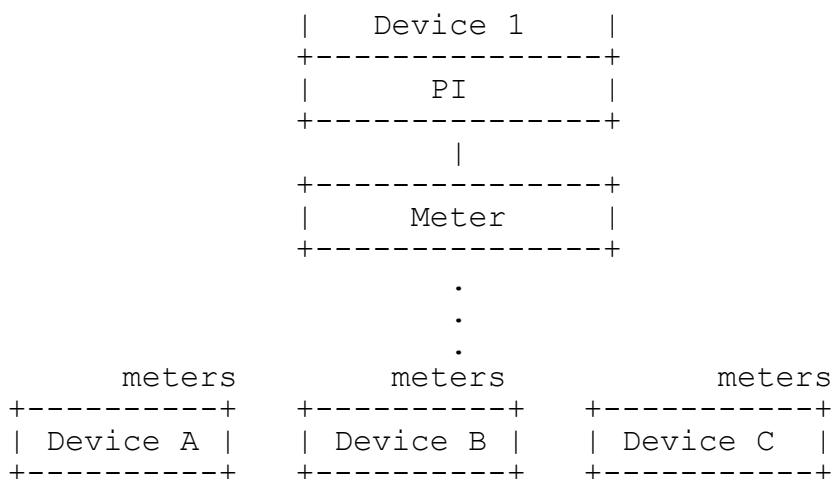 |   Device 1    |
+---------------+
|      PI       |
+---------------+
|
+---------------+
|     Meter     |
+---------------+
.
.
.
meters        meters           meters
+----------+   +-----------+   +-----------+
| Device A |   | Device B |   | Device C  |
+----------+   +-----------+   +-----------+